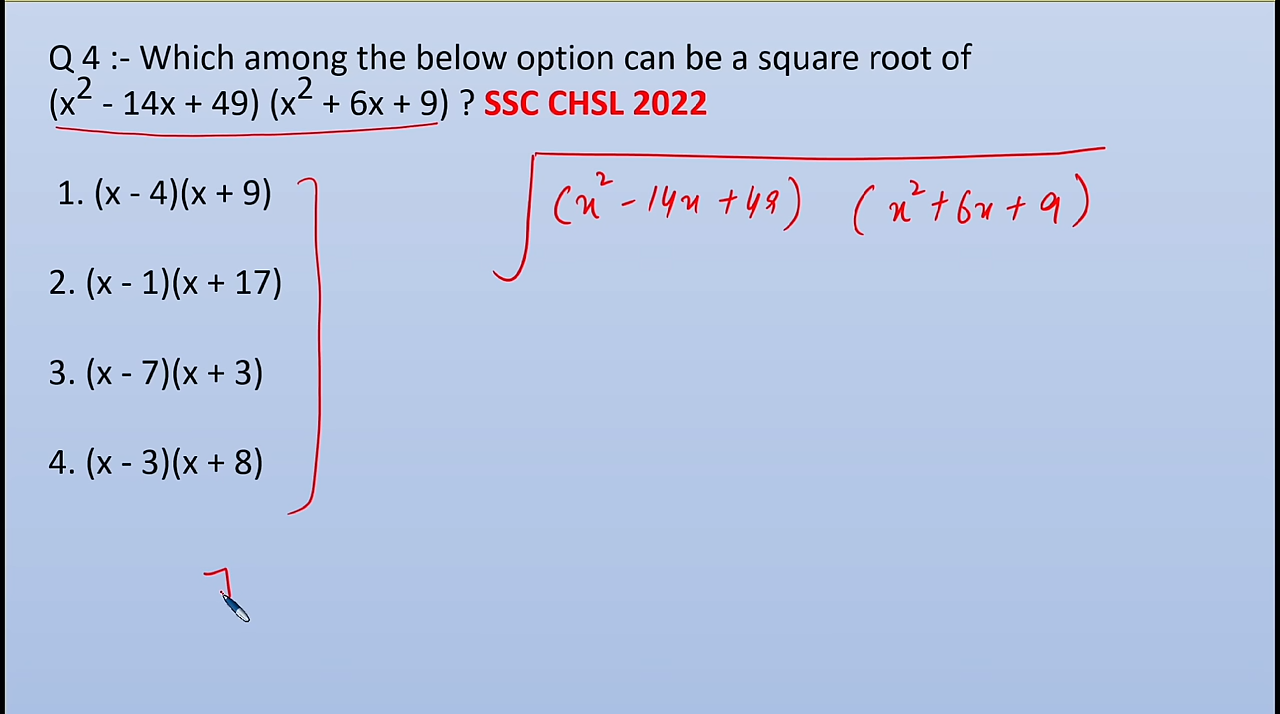 Q 4 :- Which among the below option can be a square root of
(x² - 14x + 49) (x² + 6x + 9) ? SSC CHSL 2022
1. (x - 4)(x + 9)
2. (x - 1)(x + 17)
3. (x - 7)(x + 3)
4. (x - 3)(x + 8)
√(x² - 14x + 49) (x² + 6x + 9)